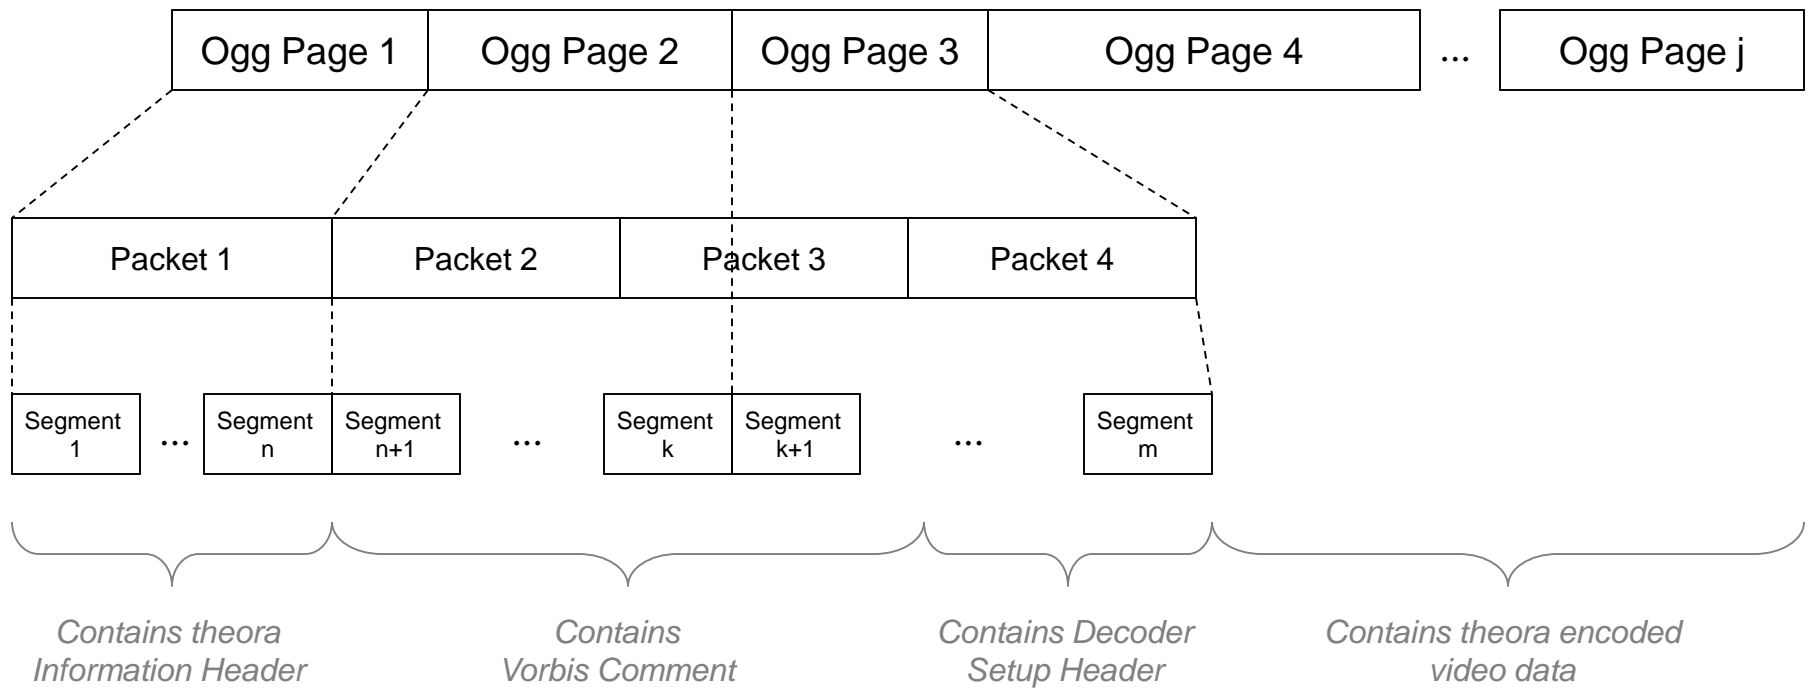 Ogg Page 1
Ogg Page 2
Ogg Page 3
Ogg Page 4
...
Ogg Page j
Packet 1
Packet 2
Packet 3
Packet 4
Segment
1
...
Segment
n
Segment
n+1
...
Segment
k
Segment
k+1
...
Segment
m
Contains theora
Information Header
Contains
Vorbis Comment
Contains Decoder
Setup Header
Contains theora encoded
video data